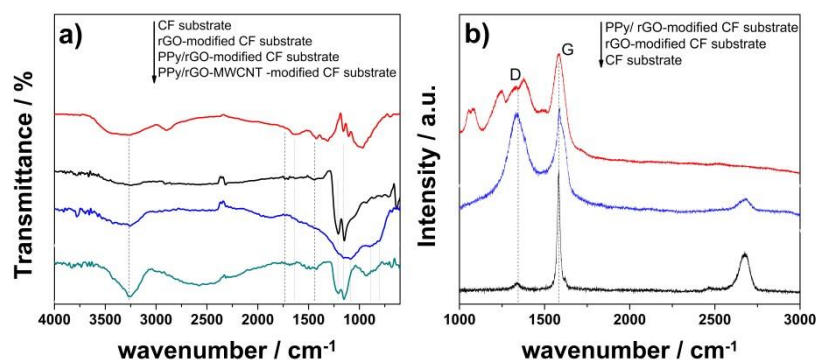 a)
CF substrate
rGO-modified CF substrate
PPy/rGO-modified CF substrate
PPy/rGO-MWCNT -modified CF substrate
Transmittance / %
4000 3500 3000 2500 2000 1500 1000
wavenumber / cm-1
b)
PPy/ rGO-modified CF substrate
rGO-modified CF substrate
CF substrate
D
G
Intensity / a.u.
1000 1500 2000 2500 3000
wavenumber / cm-1